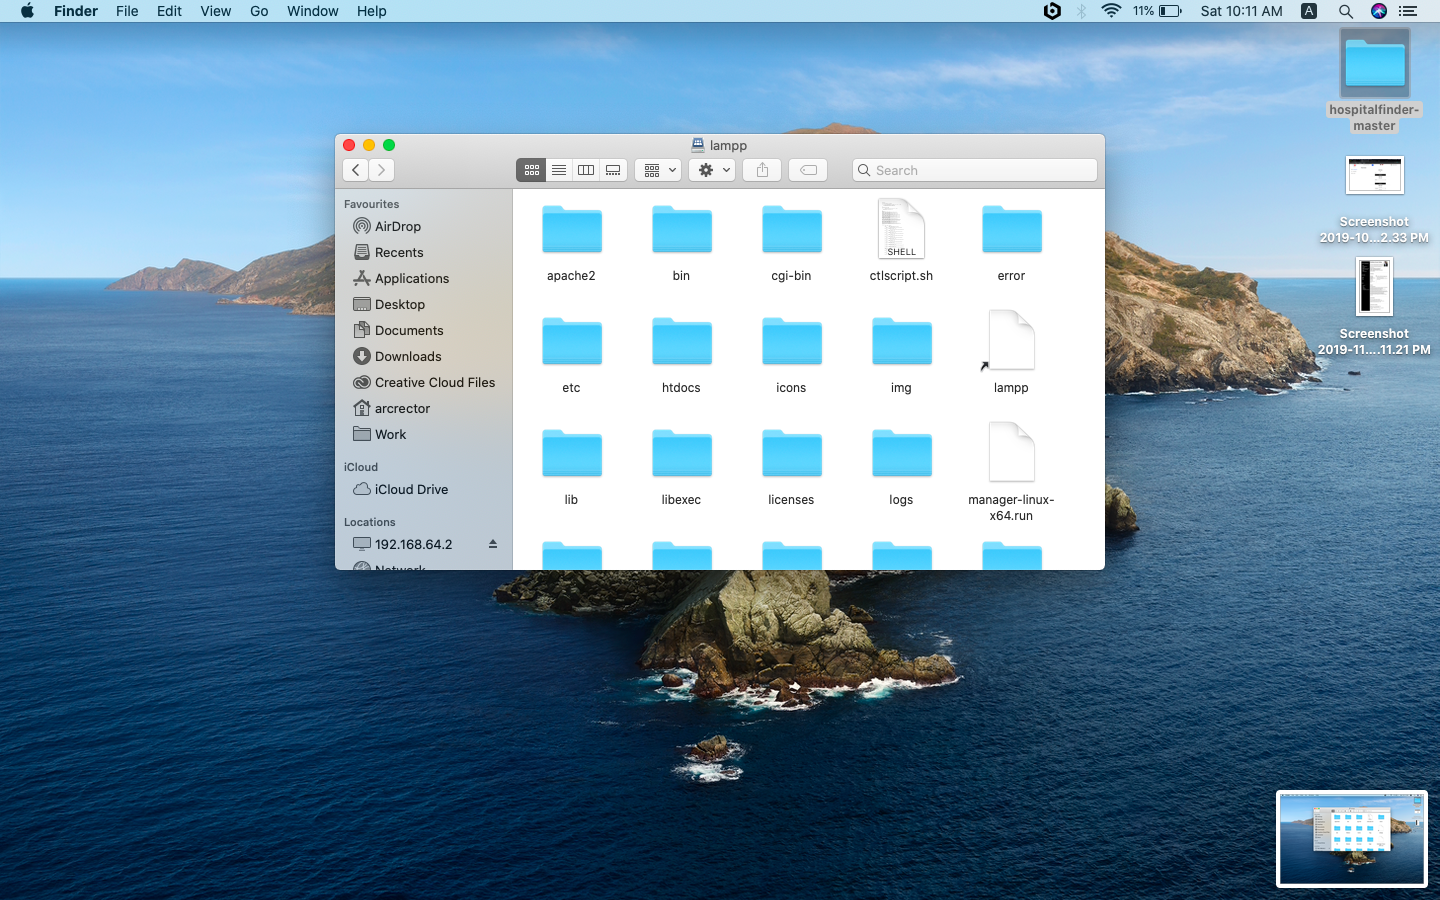 Finder File Edit View Go Window Help 11% Sat 10:11 AM A
hospitalfinder-
master
Screenshot
2019-10...2.33 PM
Screenshot
2019-11....11.21 PM
lampp
Search
Favourites
AirDrop
Recents
Applications
Desktop
Documents
Downloads
Creative Cloud Files
arcrector
Work
iCloud
iCloud Drive
Locations
192.168.64.2
Network
SHELL
apache2 bin cgi-bin ctlscript.sh error
etc htdocs icons img lampp
lib libexec licenses logs manager-linux-
x64.run